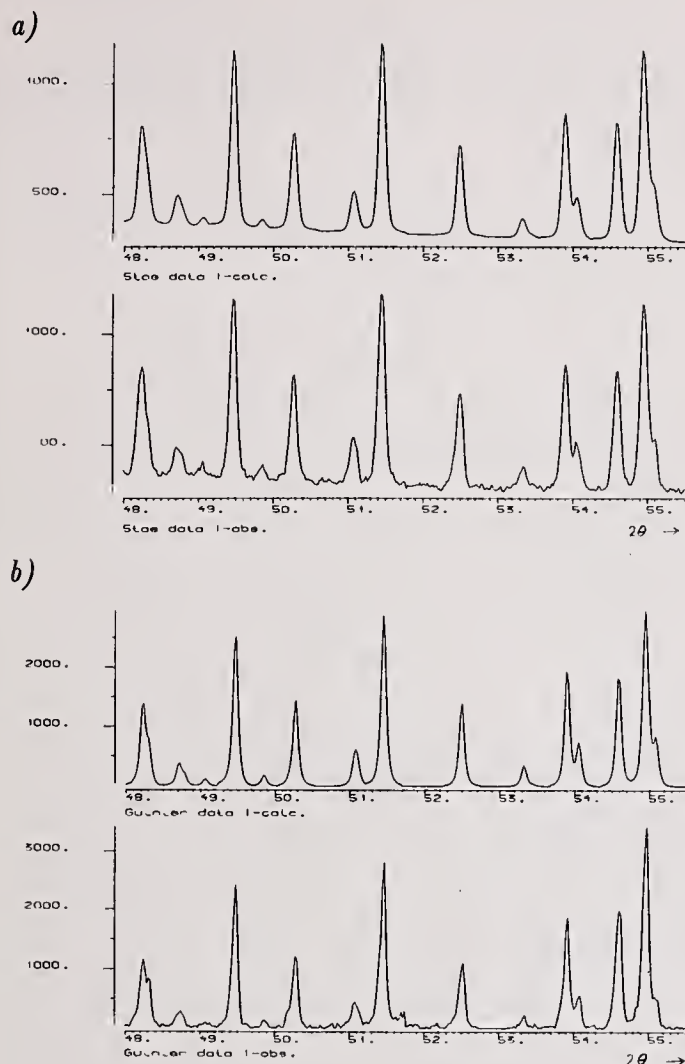 a)
1000.
500.
48. 49. 50. 51. 52. 53. 54. 55.
Stoe data I-calc.
1000.
00.
48. 49. 50. 51. 52. 53. 54. 55.
Stoe data I-obs.
2θ →
b)
2000.
1000.
48. 49. 50. 51. 52. 53. 54. 55.
Guinier data I-calc.
3000.
2000.
1000.
48. 49. 50. 51. 52. 53. 54. 55.
Guinier data I-obs.
2θ →